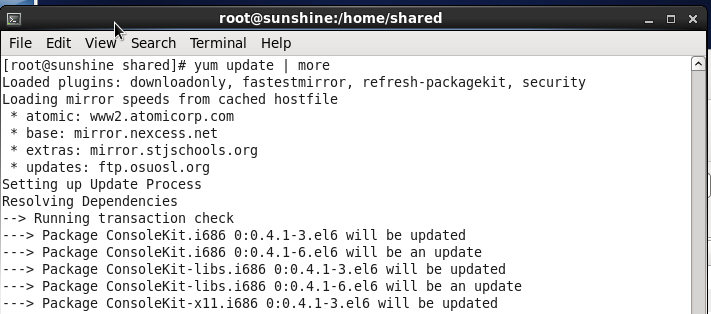 root@sunshine:/home/shared
File Edit View Search Terminal Help
[root@sunshine shared]# yum update | more
Loaded plugins: downloadonly, fastestmirror, refresh-packagekit, security
Loading mirror speeds from cached hostfile
 * atomic: www2.atomicorp.com
 * base: mirror.nexcess.net
 * extras: mirror.stjschools.org
 * updates: ftp.osuosl.org
Setting up Update Process
Resolving Dependencies
--> Running transaction check
---> Package ConsoleKit.i686 0:0.4.1-3.el6 will be updated
---> Package ConsoleKit.i686 0:0.4.1-6.el6 will be an update
---> Package ConsoleKit-libs.i686 0:0.4.1-3.el6 will be updated
---> Package ConsoleKit-libs.i686 0:0.4.1-6.el6 will be an update
---> Package ConsoleKit-x11.i686 0:0.4.1-3.el6 will be updated